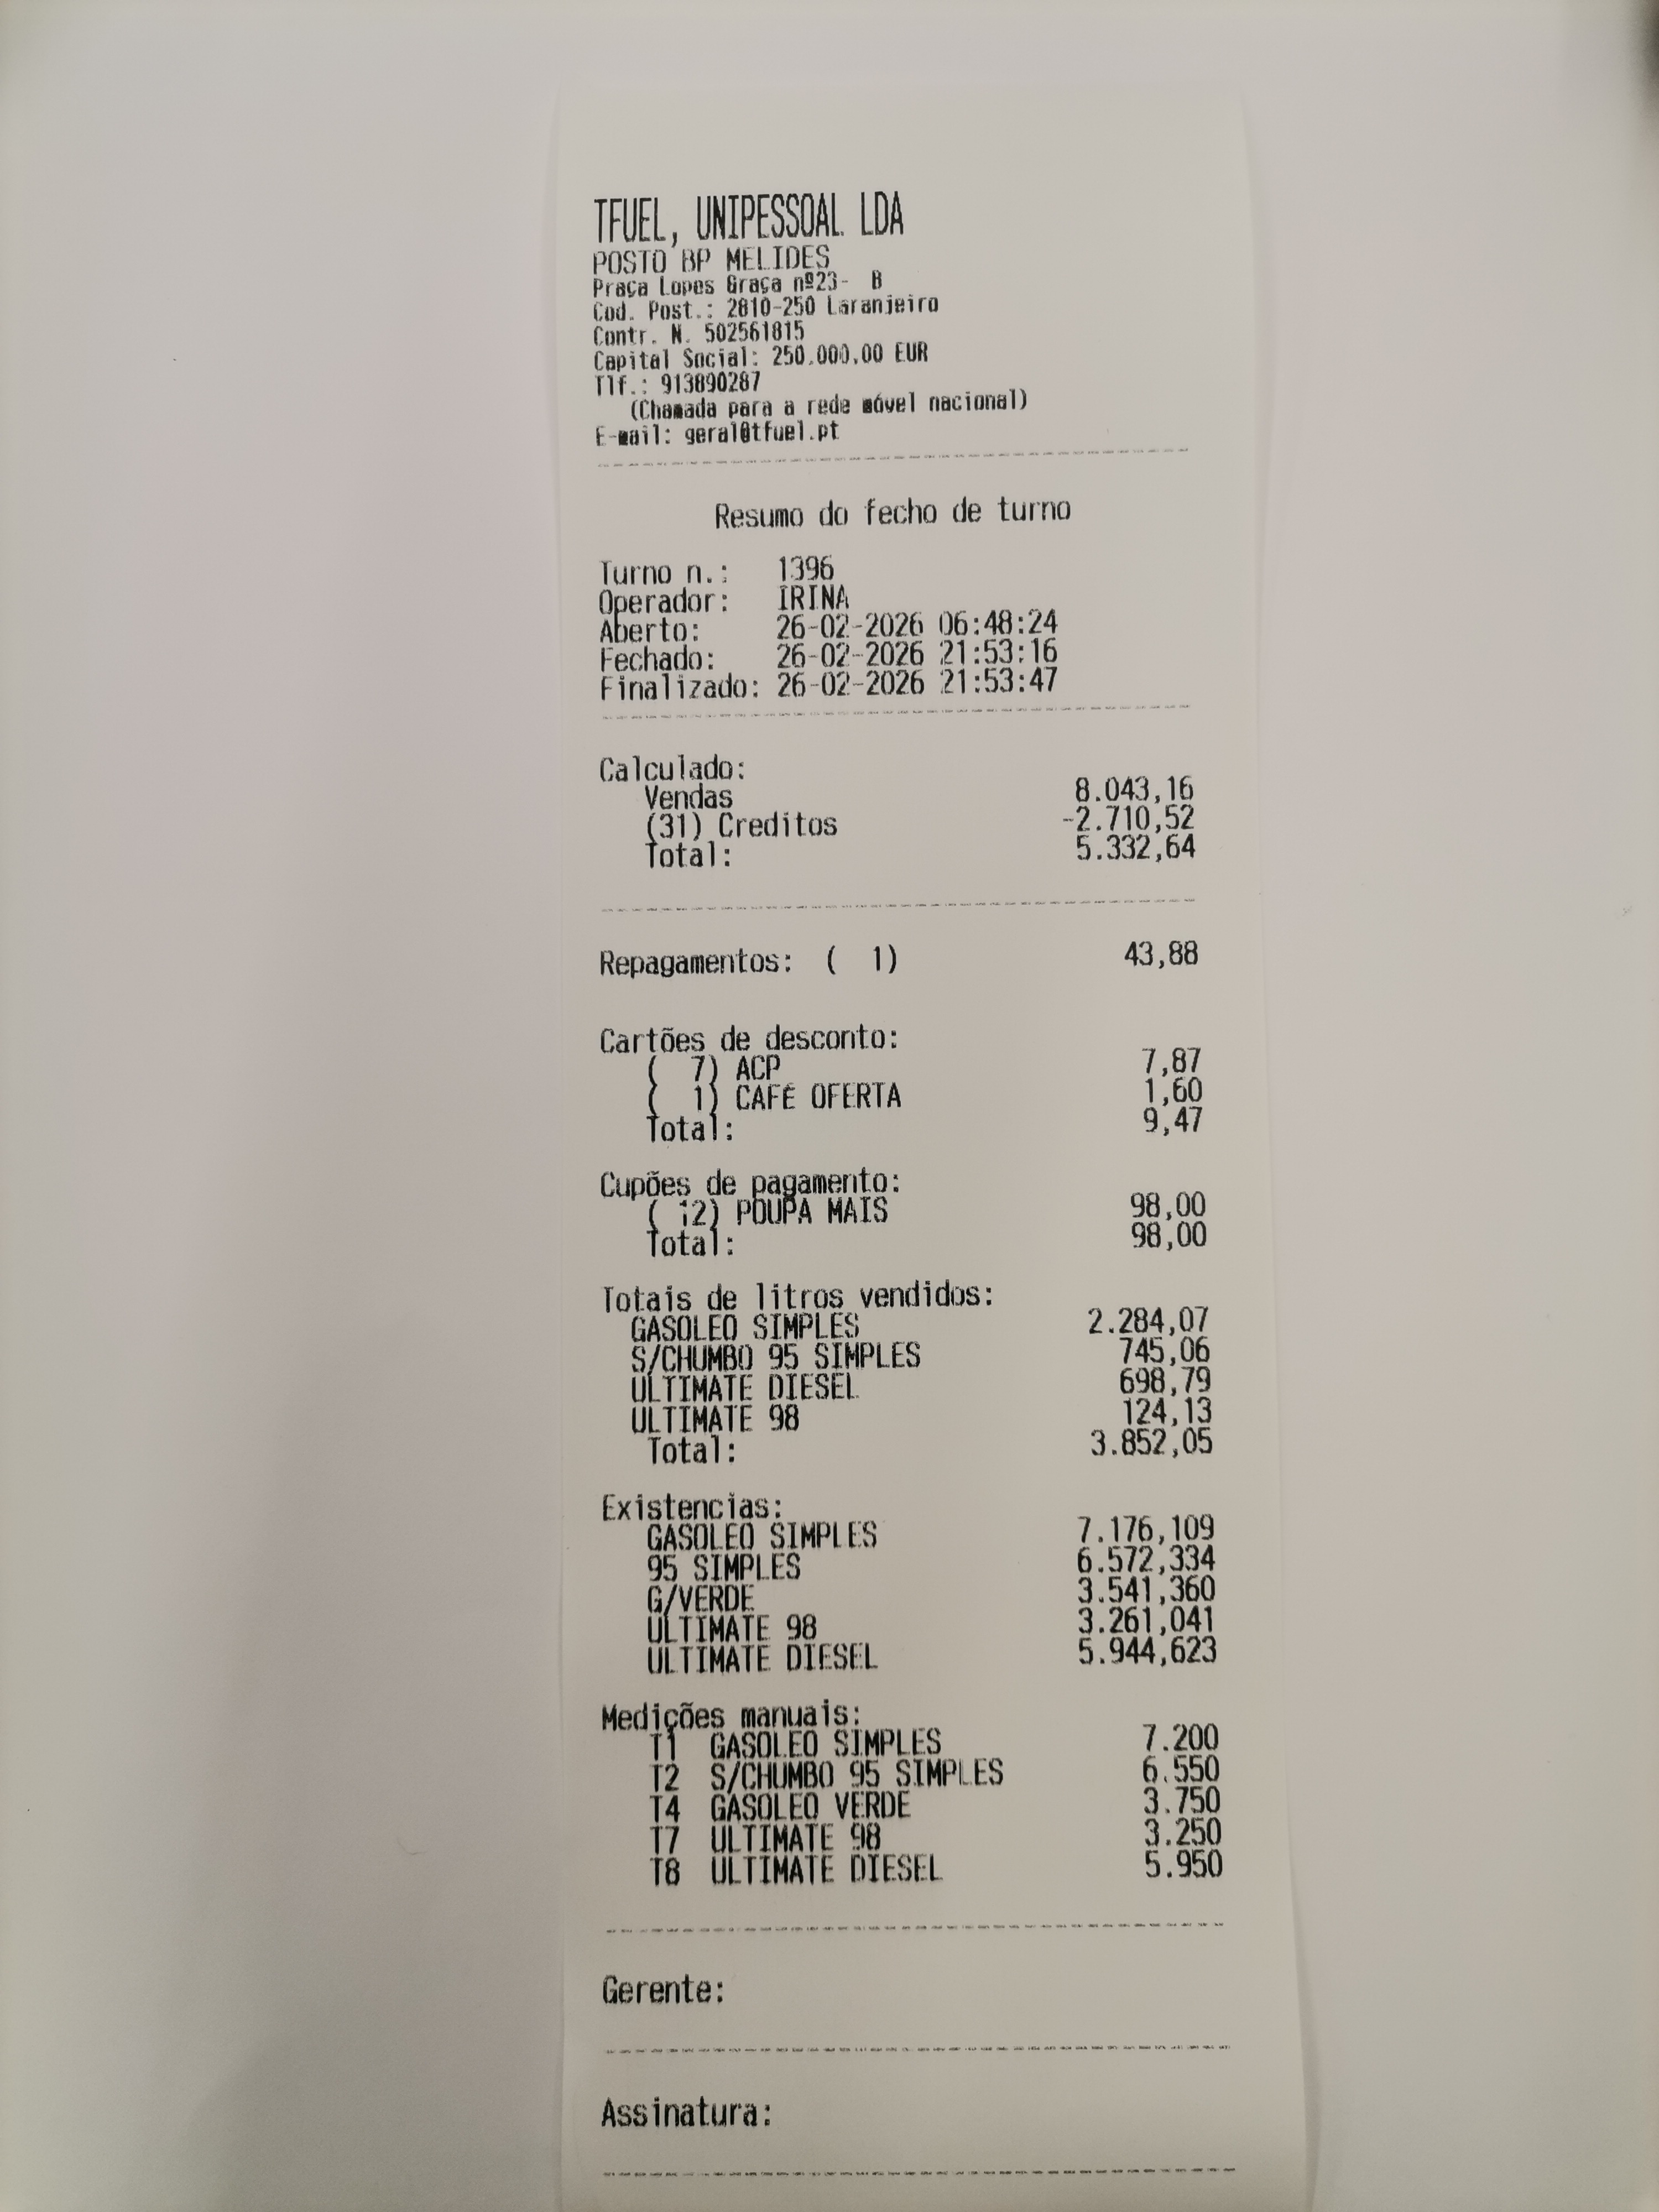 TFUEL, UNIPESSOAL LDA
POSTO BP MELIDES
Praça Lopes Graça nº23- B
Cod. Post.: 2810-250 Laranjeiro
Contr. N. 502561815
Capital Social: 250.000,00 EUR
Tlf.: 913890287
(Chamada para a rede móvel nacional)
E-mail: geral@tfuel.pt
Resumo do fecho de turno
Turno n.: 1396
Operador: IRINA
Aberto: 26-02-2026 06:48:24
Fechado: 26-02-2026 21:53:16
Finalizado: 26-02-2026 21:53:47
Calculado:
Vendas 8.043,16
(31) Creditos -2.710,52
Total: 5.332,64
Repagamentos: ( 1) 43,88
Cartões de desconto:
( 7) ACP 7,87
( 1) CAFÉ OFERTA 1,60
Total: 9,47
Cupões de pagamento:
( 12) POUPA MAIS 98,00
Total: 98,00
Totais de litros vendidos:
GASOLEO SIMPLES 2.284,07
S/CHUMBO 95 SIMPLES 745,06
ULTIMATE DIESEL 698,79
ULTIMATE 98 124,13
Total: 3.852,05
Existencias:
GASOLEO SIMPLES 7.176,109
95 SIMPLES 6.572,334
G/VERDE 3.541,360
ULTIMATE 98 3.261,041
ULTIMATE DIESEL 5.944,623
Medições manuais:
T1 GASOLEO SIMPLES 7.200
T2 S/CHUMBO 95 SIMPLES 6.550
T4 GASOLEO VERDE 3.750
T7 ULTIMATE 98 3.250
T8 ULTIMATE DIESEL 5.950
Gerente:
Assinatura: